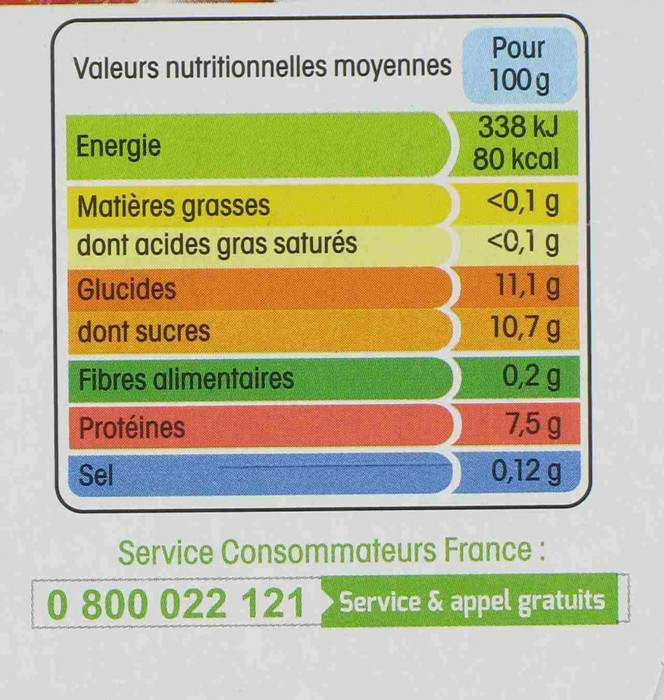 Valeurs nutritionnelles moyennes Pour 100 g
Energie 338 kJ 80 kcal
Matières grasses <0,1 g
dont acides gras saturés <0,1 g
Glucides 11,1 g
dont sucres 10,7 g
Fibres alimentaires 0,2 g
Protéines 7,5 g
Sel 0,12 g
Service Consommateurs France :
0 800 022 121 Service & appel gratuits